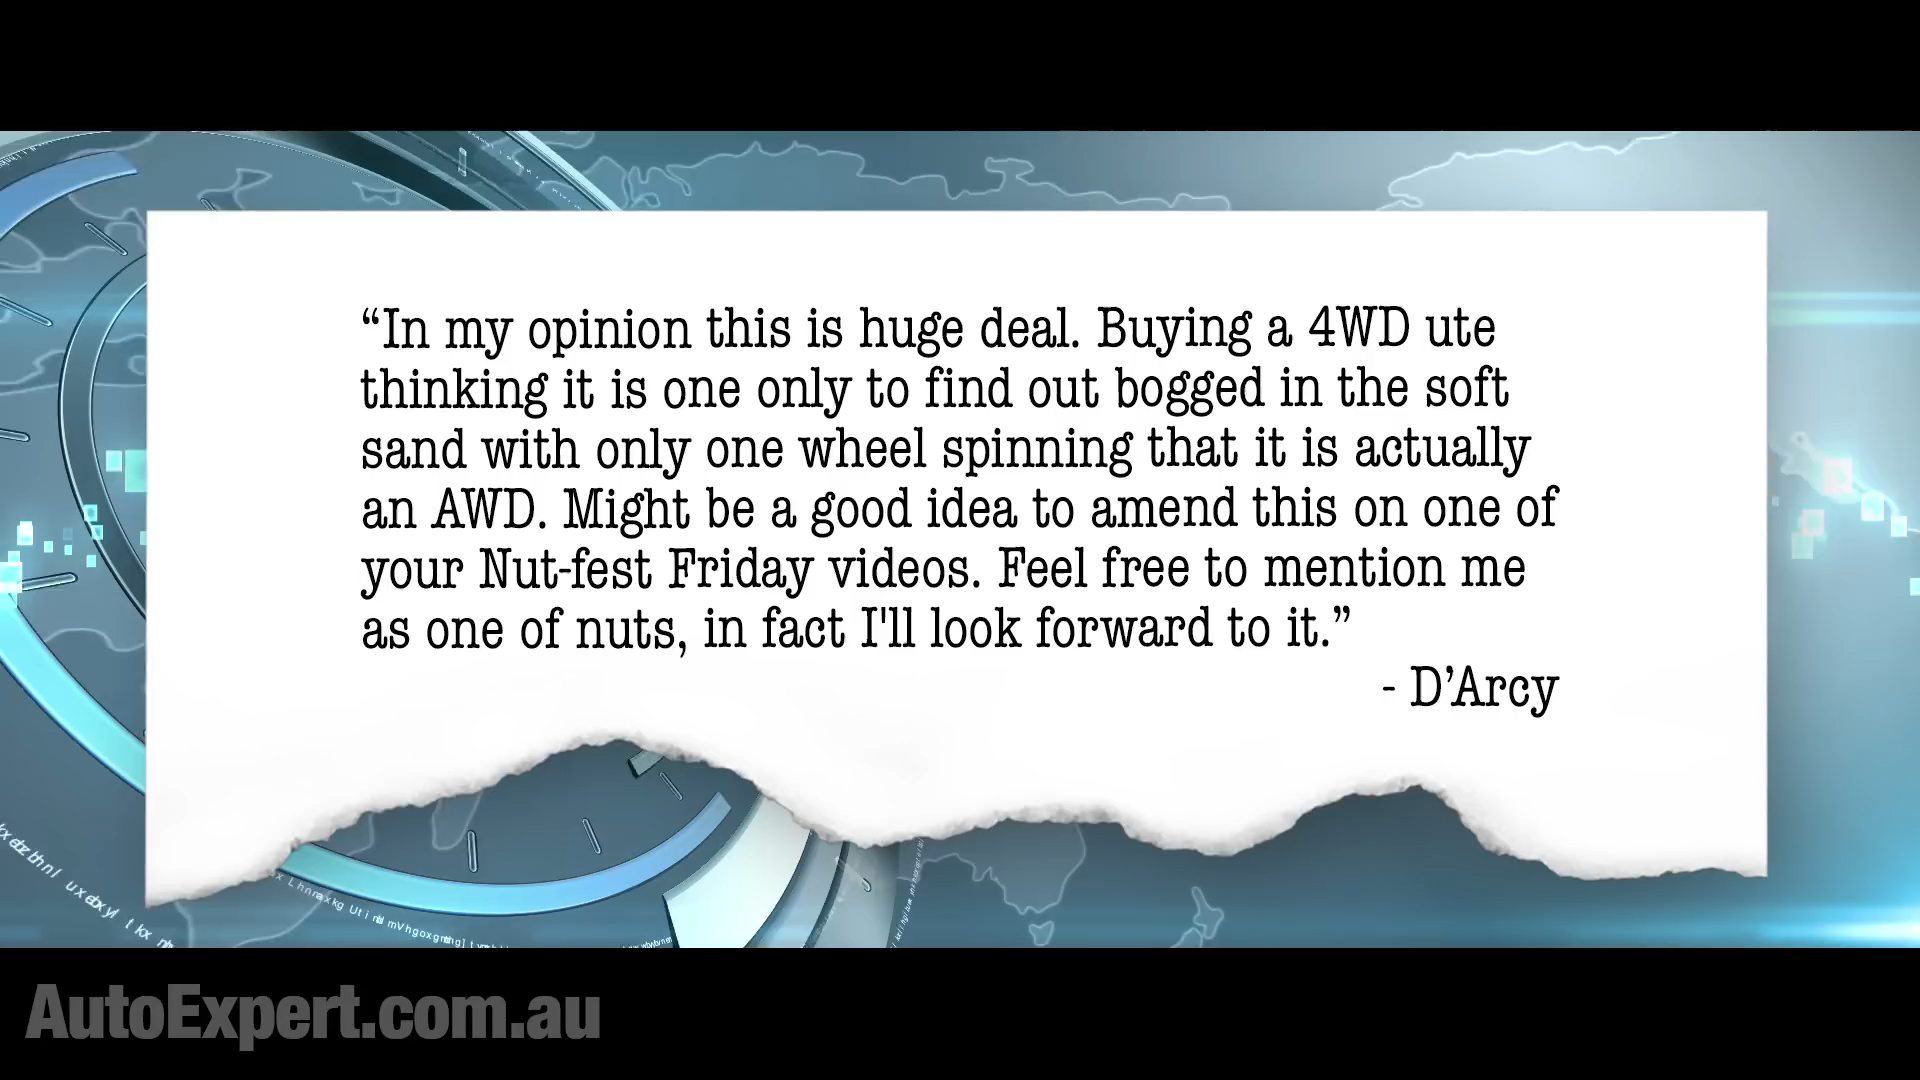 “In my opinion this is huge deal. Buying a 4WD ute
thinking it is one only to find out bogged in the soft
sand with only one wheel spinning that it is actually
an AWD. Might be a good idea to amend this on one of
your Nut-fest Friday videos. Feel free to mention me
as one of nuts, in fact I'll look forward to it.”
- D’Arcy
AutoExpert.com.au